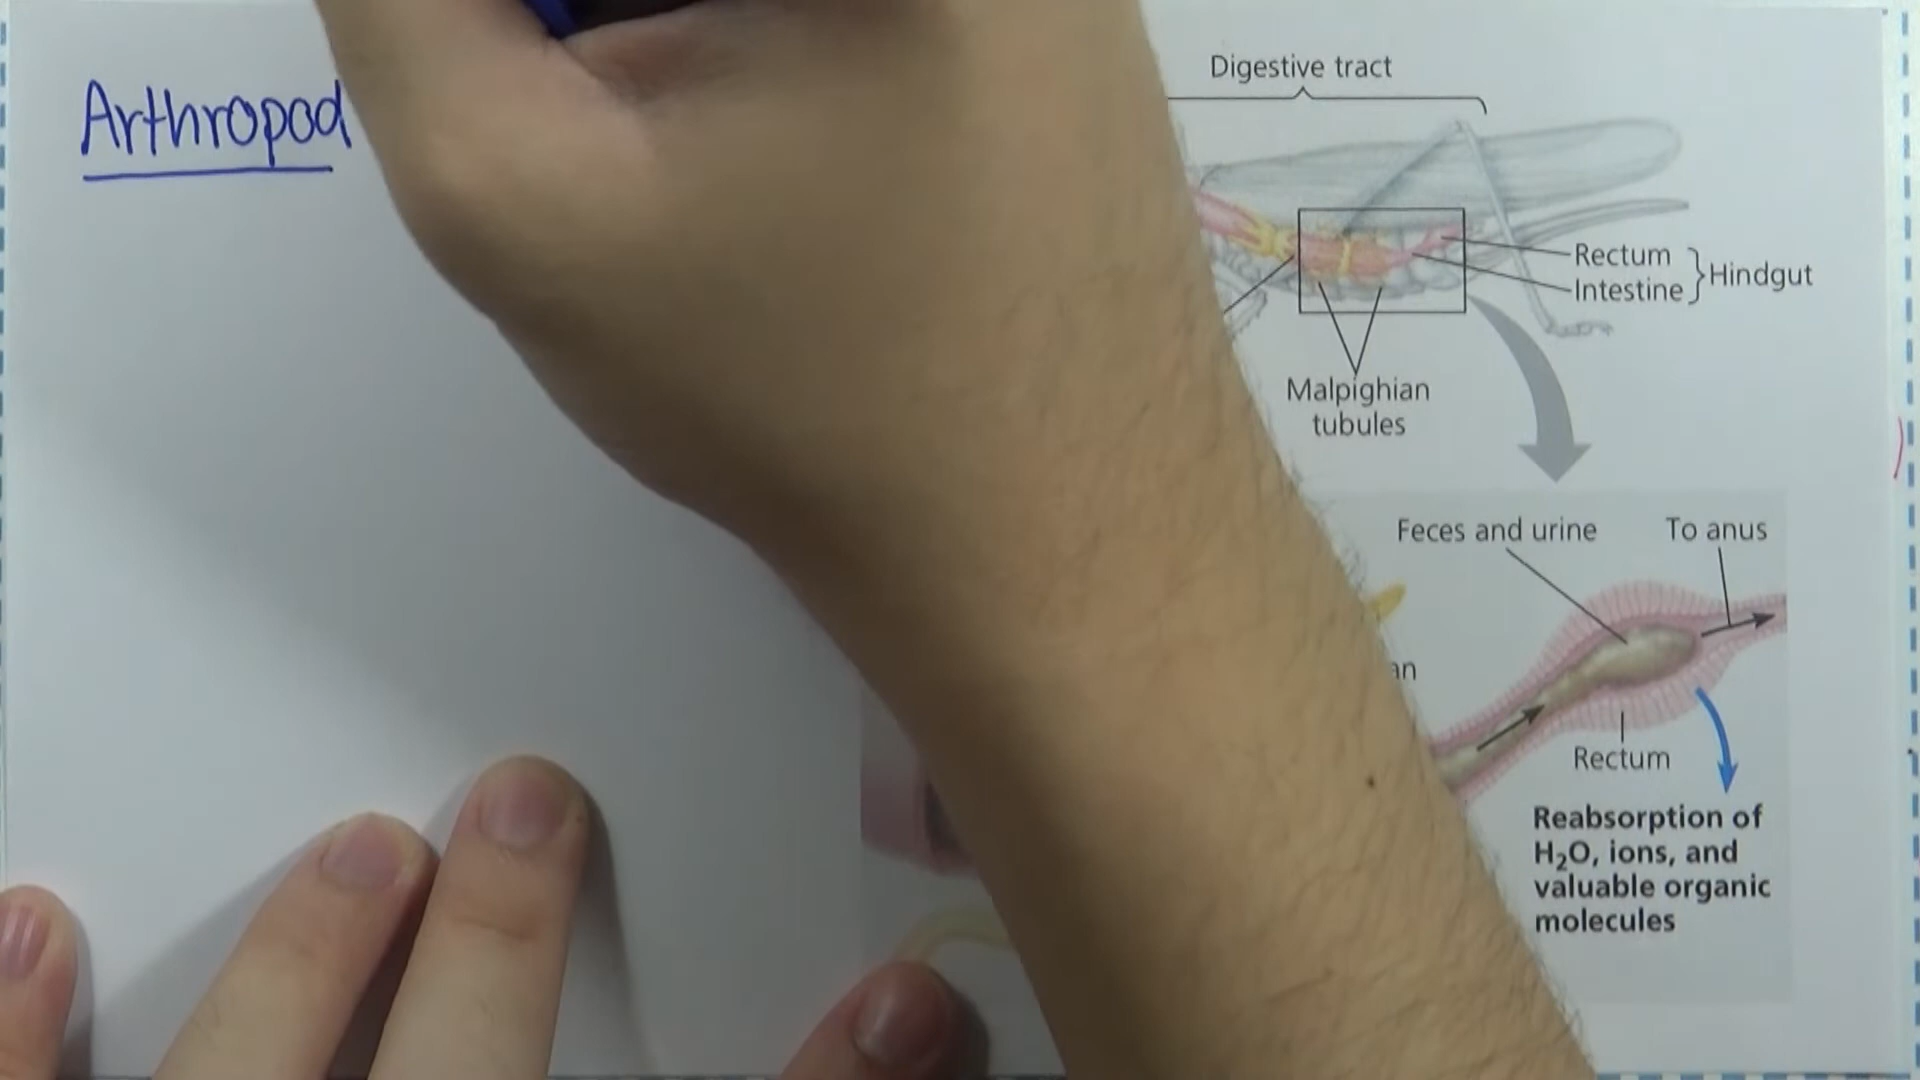 Arthropod
Digestive tract
Rectum
Intestine
Hindgut
Malpighian
tubules
Feces and urine
To anus
an
Rectum
Reabsorption of
H₂O, ions, and
valuable organic
molecules